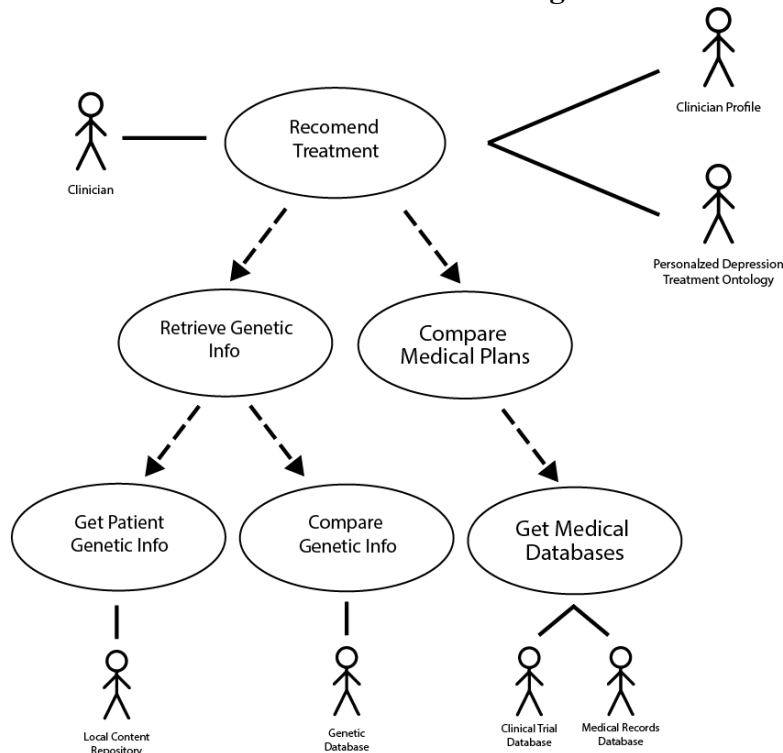 Clinician Profile
Recomend
Treatment
Clinician
Personalzed Depression
Treatment Ontology
Retrieve Genetic
Info
Compare
Medical Plans
Get Patient
Genetic Info
Compare
Genetic Info
Get Medical
Databases
Local Content
Repository
Genetic
Database
Clinical Trial
Database
Medical Records
Database